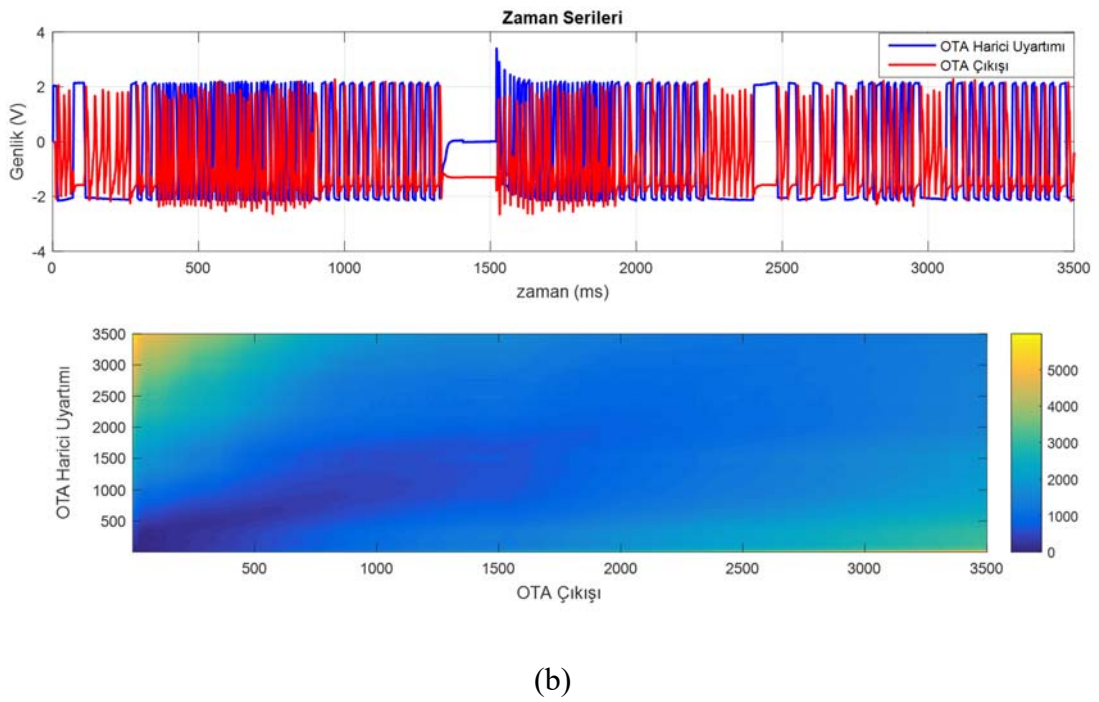 Zaman Serileri
OTA Harici Uyartımı
OTA Çıkışı
Genlik (V)
4
2
0
-2
-4
0 500 1000 1500 2000 2500 3000 3500
zaman (ms)
OTA Harici Uyartımı
3500
3000
2500
2000
1500
1000
500
500 1000 1500 2000 2500 3000 3500
OTA Çıkışı
5000
4000
3000
2000
1000
0
(b)